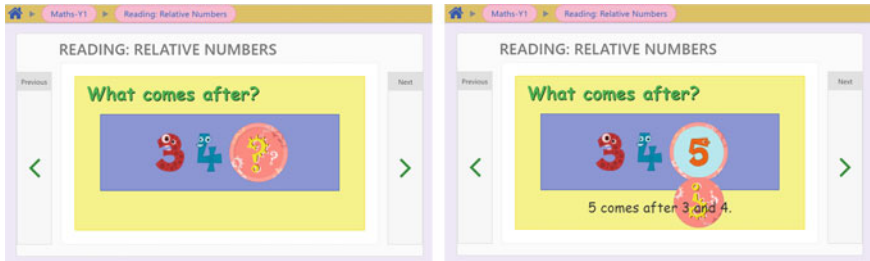 Maths-Y1 Reading: Relative Numbers
READING: RELATIVE NUMBERS
Previous
Next
What comes after?
3 4 ?
Maths-Y1 Reading: Relative Numbers
READING: RELATIVE NUMBERS
Previous
Next
What comes after?
3 4 5
5 comes after 3 and 4.